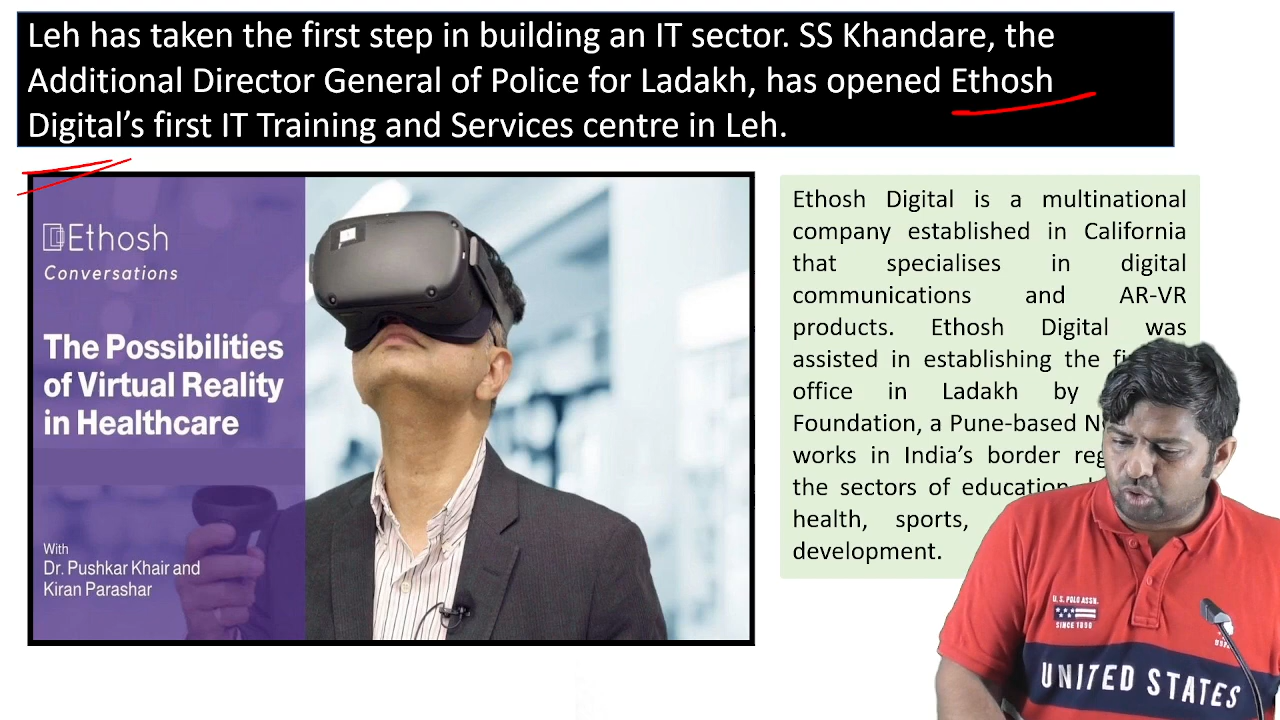 Leh has taken the first step in building an IT sector. SS Khandare, the
Additional Director General of Police for Ladakh, has opened Ethosh
Digital's first IT Training and Services centre in Leh.
Ethosh
Conversations
The Possibilities
of Virtual Reality
in Healthcare
With
Dr. Pushkar Khair and
Kiran Parashar
Ethosh Digital is a multinational
company established in California
that specialises in digital
communications and AR-VR
products. Ethosh Digital was
assisted in establishing the
office in Ladakh by
Foundation, a Pune-based
works in India's border
the sectors of education
health, sports,
development.
U.S. POLO ASSN.
SINCE 1890
UNITED STATES